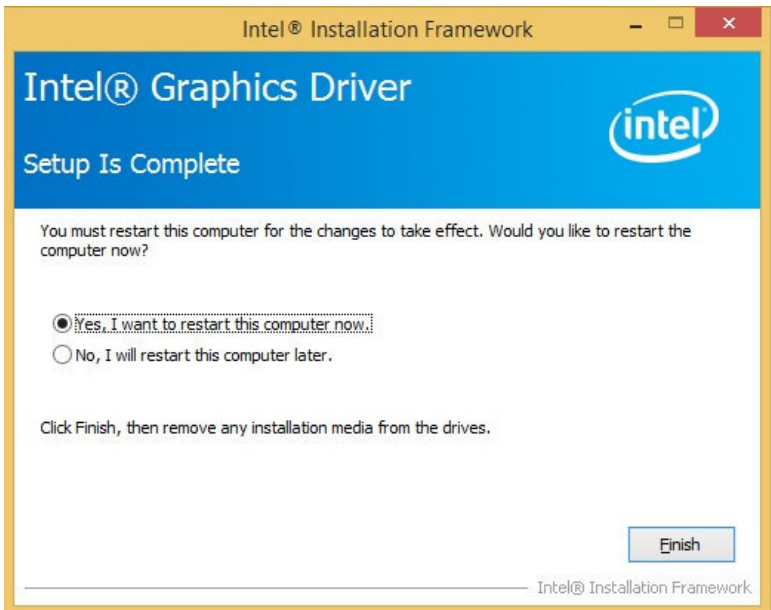 Intel® Installation Framework
Intel® Graphics Driver
intel
Setup Is Complete
You must restart this computer for the changes to take effect. Would you like to restart the
computer now?
Yes, I want to restart this computer now.
No, I will restart this computer later.
Click Finish, then remove any installation media from the drives.
Finish
Intel® Installation Framework